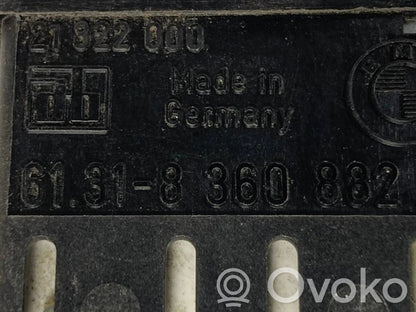 21 922 000
Made in
Germany
61.31-8 360 882
Ovoko